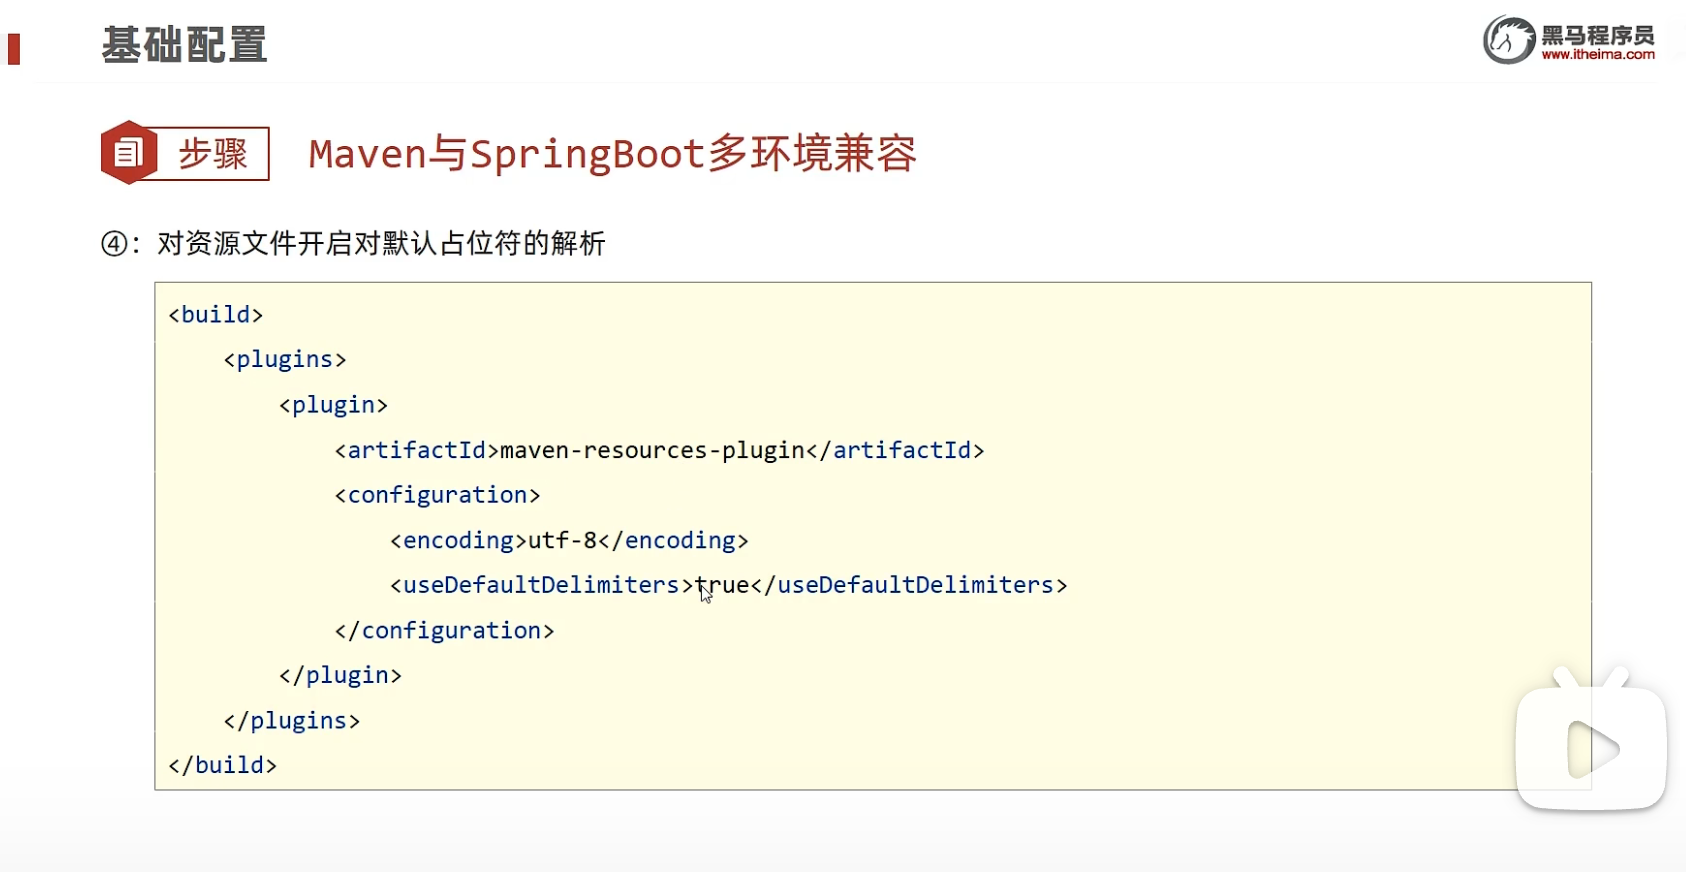 基础配置
黑马程序员
www.itheima.com
步骤
Maven与SpringBoot多环境兼容
④：对资源文件开启对默认占位符的解析
<build>
    <plugins>
        <plugin>
            <artifactId>maven-resources-plugin</artifactId>
            <configuration>
                <encoding>utf-8</encoding>
                <useDefaultDelimiters>true</useDefaultDelimiters>
            </configuration>
        </plugin>
    </plugins>
</build>